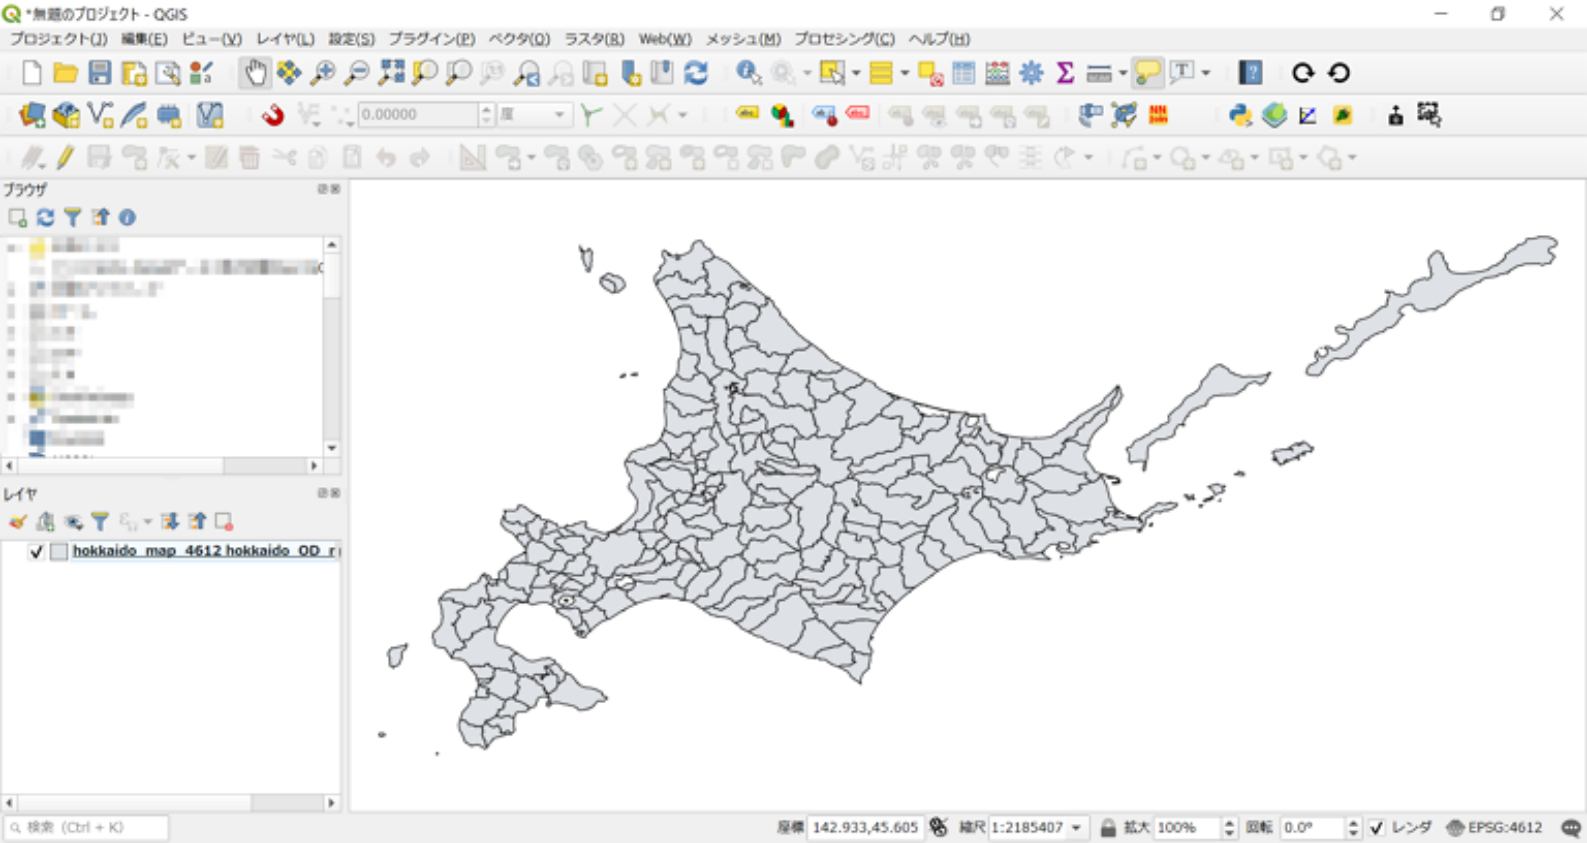 *無題のプロジェクト - QGIS
プロジェクト(J) 編集(E) ビュー(V) レイヤ(L) 設定(S) プラグイン(P) ベクタ(O) ラスタ(R) Web(W) メッシュ(M) プロセシング(C) ヘルプ(H)
0.00000 度
ブラウザ
レイヤ
hokkaido_map_4612 hokkaido_OD_r
検索 (Ctrl + K) 座標 142.933,45.605 縮尺 1:2185407 拡大 100% 回転 0.0° レンダ EPSG:4612